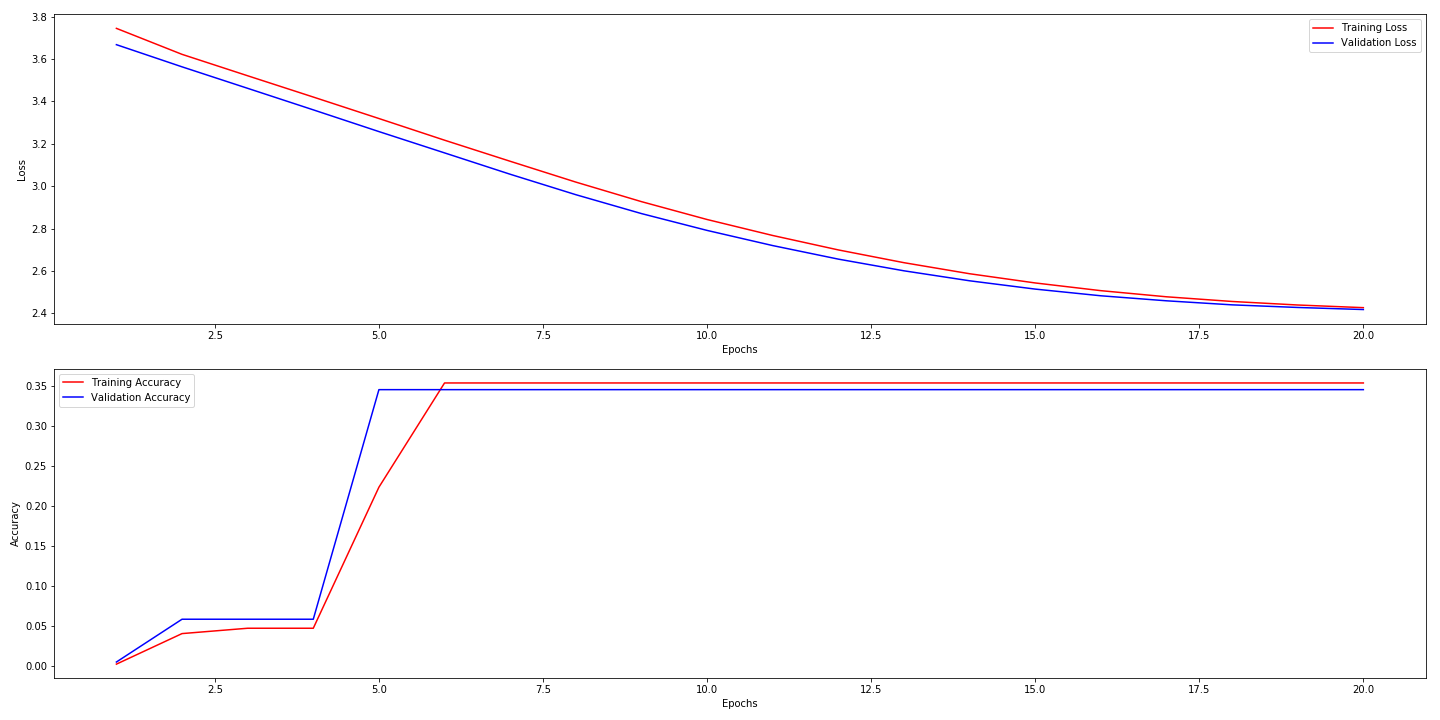 3.8
3.6
3.4
3.2
3.0
2.8
2.6
2.4
Loss
Training Loss
Validation Loss
2.5 5.0 7.5 10.0 12.5 15.0 17.5 20.0
Epochs
0.35
0.30
0.25
0.20
0.15
0.10
0.05
0.00
Accuracy
Training Accuracy
Validation Accuracy
2.5 5.0 7.5 10.0 12.5 15.0 17.5 20.0
Epochs